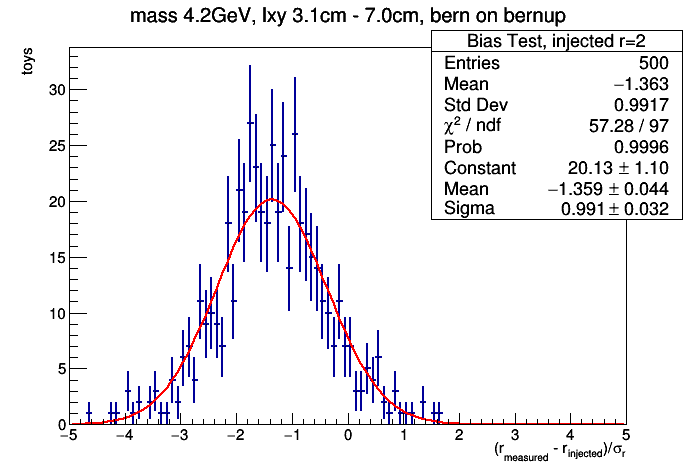 mass 4.2GeV, lxy 3.1cm - 7.0cm, bern on bernup
Bias Test, injected r=2
Entries 500
Mean −1.363
Std Dev 0.9917
χ² / ndf 57.28 / 97
Prob 0.9996
Constant 20.13 ± 1.10
Mean −1.359 ± 0.044
Sigma 0.991 ± 0.032
toys
30
25
20
15
10
5
0
−5 −4 −3 −2 −1 0 1 2 3 4 5
(r_measured - r_injected)/σ_r